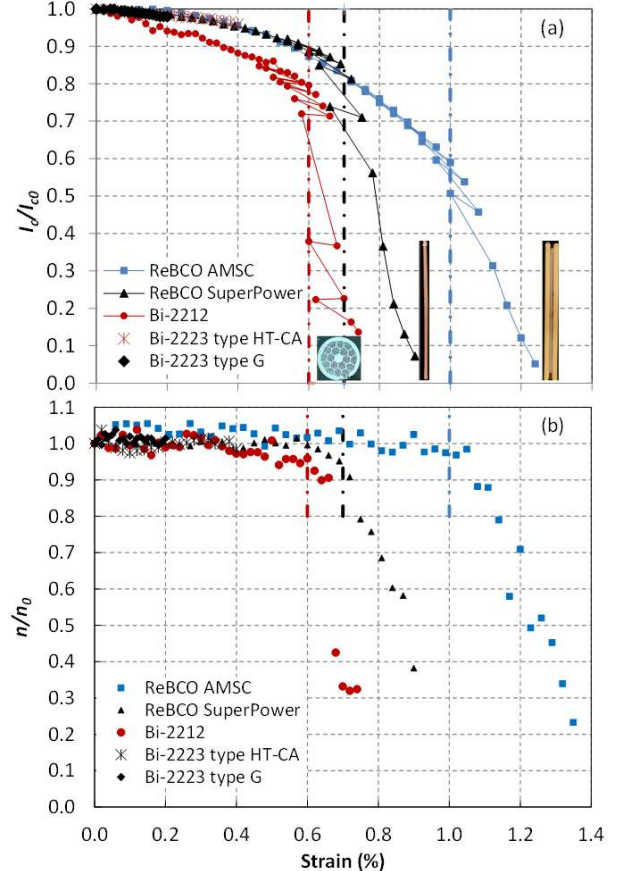 (a)
1.0
0.9
0.8
0.7
0.6
0.5
0.4
0.3
0.2
0.1
0.0
Ic/Ic0
ReBCO AMSC
ReBCO SuperPower
Bi-2212
Bi-2223 type HT-CA
Bi-2223 type G
(b)
1.1
1.0
0.9
0.8
0.7
0.6
0.5
0.4
0.3
0.2
0.1
0.0
n/n0
ReBCO AMSC
ReBCO SuperPower
Bi-2212
Bi-2223 type HT-CA
Bi-2223 type G
0.0 0.2 0.4 0.6 0.8 1.0 1.2 1.4
Strain (%)